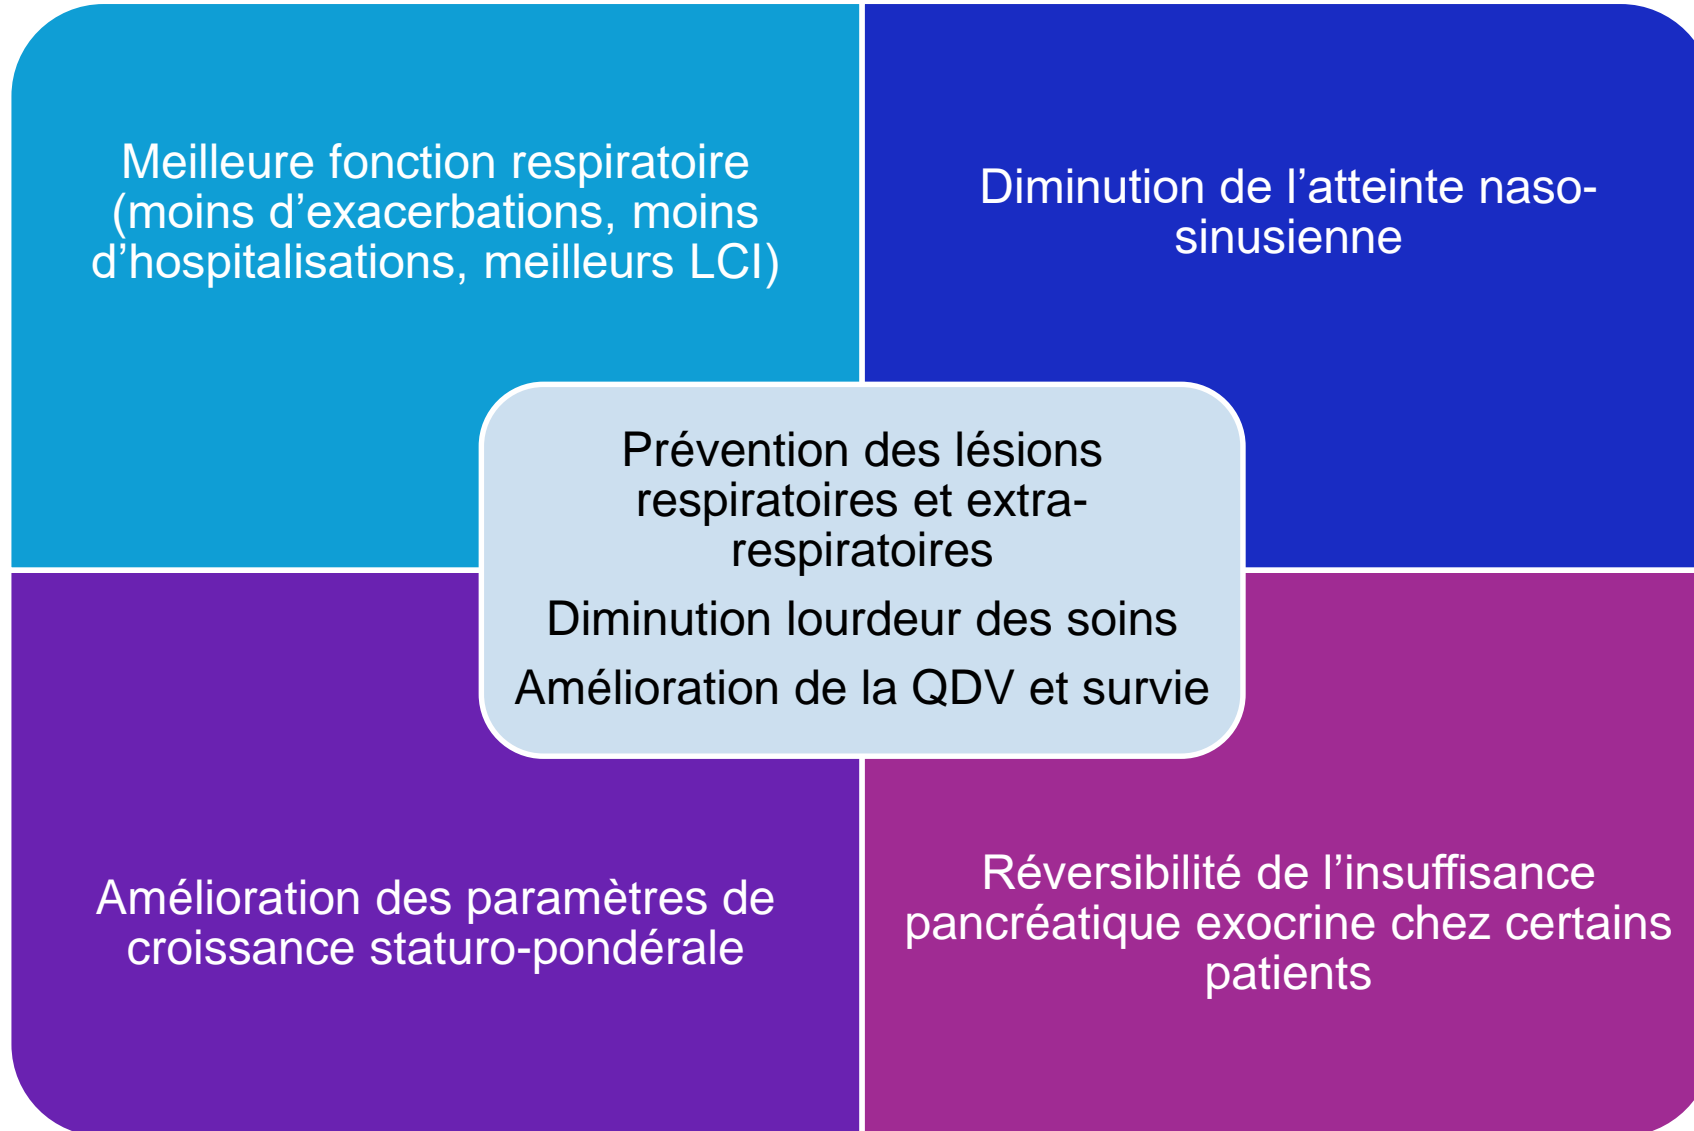 Meilleure fonction respiratoire
(moins d’exacerbations, moins
d’hospitalisations, meilleurs LCI)
Diminution de l’atteinte naso-
sinusienne
Prévention des lésions
respiratoires et extra-
respiratoires
Diminution lourdeur des soins
Amélioration de la QDV et survie
Amélioration des paramètres de
croissance staturo-pondérale
Réversibilité de l’insuffisance
pancréatique exocrine chez certains
patients